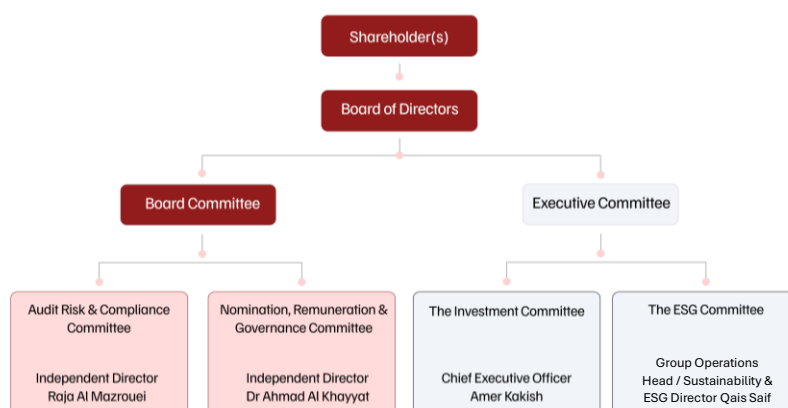 Shareholder(s)
Board of Directors
Board Committee
Executive Committee
Audit Risk & Compliance
Committee
Independent Director
Raja Al Mazrouei
Nomination, Remuneration &
Governance Committee
Independent Director
Dr Ahmad Al Khayyat
The Investment Committee
Chief Executive Officer
Amer Kakish
The ESG Committee
Group Operations
Head / Sustainability &
ESG Director Qais Saif